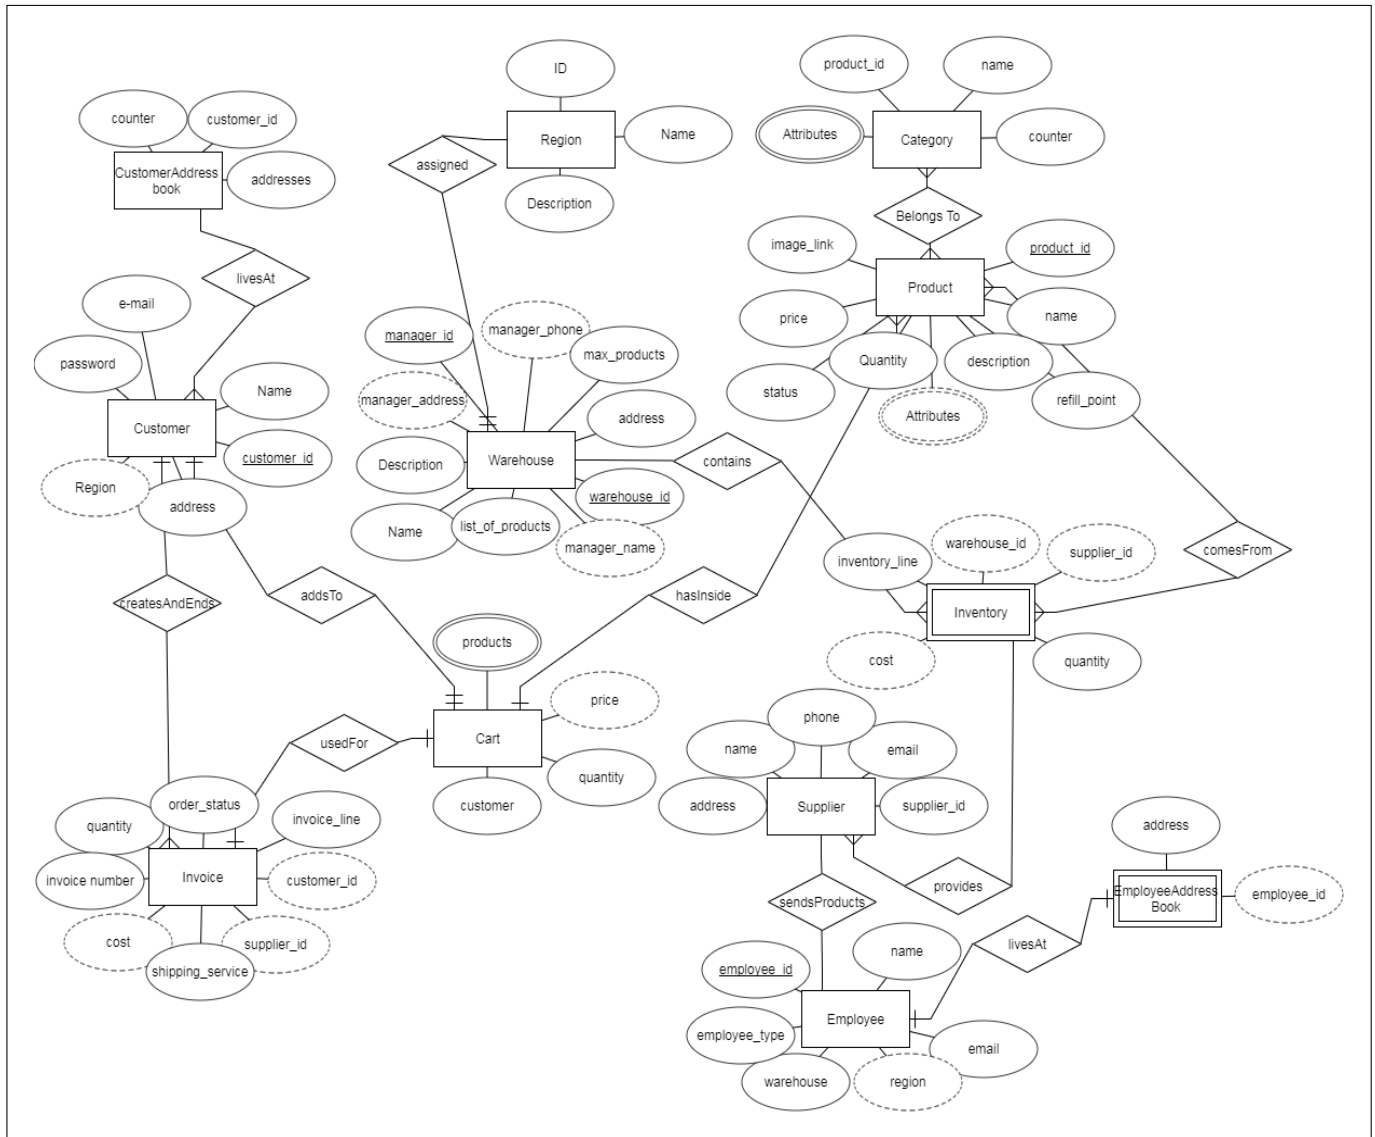 ID
product_id
name
counter
customer_id
Region
Name
Attributes
Category
counter
assigned
CustomerAddress
book
addresses
Description
Belongs To
image_link
product_id
livesAt
Product
e-mail
price
name
manager_id
manager_phone
password
max_products
Quantity
description
Name
manager_address
status
refill_point
Attributes
Customer
address
customer_id
Description
Warehouse
contains
Region
warehouse_id
address
Name
list_of_products
manager_name
warehouse_id
supplier_id
inventory_line
comesFrom
createsAndEnds
addsTo
hasInside
Inventory
products
cost
quantity
price
phone
usedFor
Cart
name
email
quantity
order_status
customer
address
Supplier
supplier_id
quantity
invoice_line
address
invoice number
Invoice
customer_id
sendsProducts
provides
EmployeeAddress
Book
employee_id
cost
supplier_id
livesAt
shipping_service
name
employee_id
Employee
employee_type
email
warehouse
region